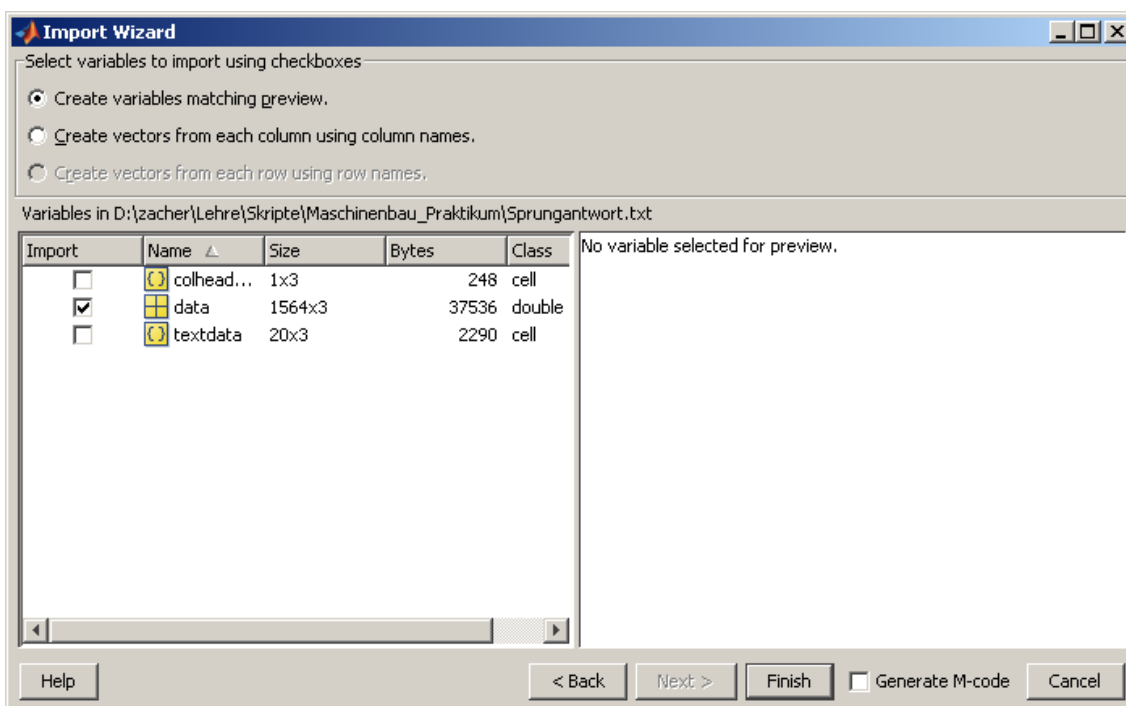 Import Wizard
Select variables to import using checkboxes
Create variables matching preview.
Create vectors from each column using column names.
Create vectors from each row using row names.
Variables in D:\zacher\Lehre\Skripte\Maschinenbau_Praktikum\Sprungantwort.txt
Import Name Size Bytes Class No variable selected for preview.
colhead... 1x3 248 cell
data 1564x3 37536 double
textdata 20x3 2290 cell
Help < Back Next > Finish Generate M-code Cancel